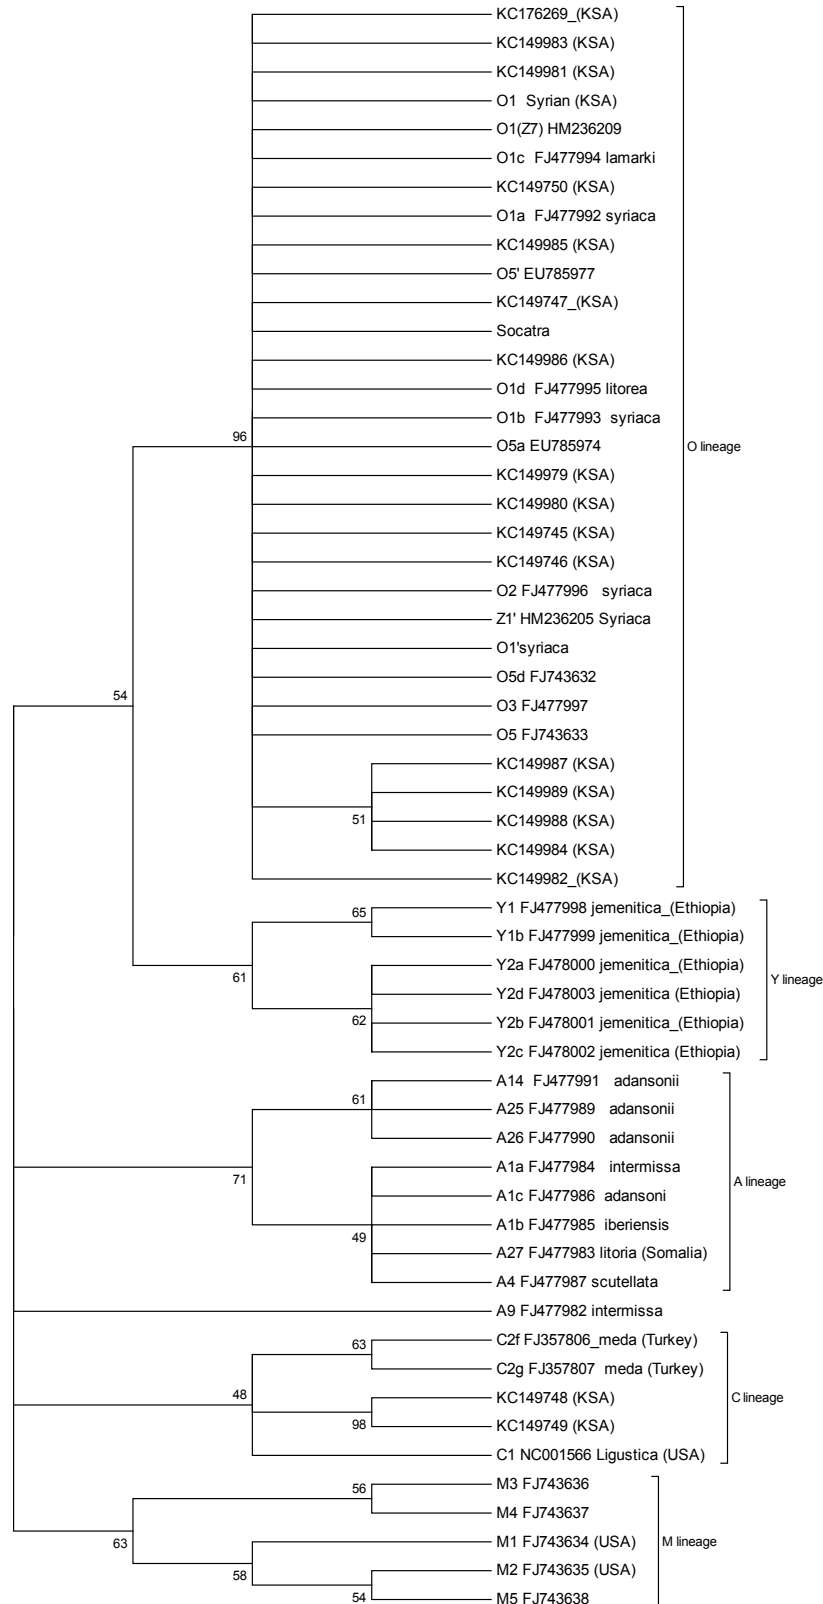 KC176269_(KSA)
KC149983 (KSA)
KC149981 (KSA)
O1 Syrian (KSA)
O1(Z7) HM236209
O1c FJ477994 lamarki
KC149750 (KSA)
O1a FJ477992 syriaca
KC149985 (KSA)
O5' EU785977
KC149747_(KSA)
Socatra
KC149986 (KSA)
O1d FJ477995 litorea
O1b FJ477993 syriaca
96
O5a EU785974
O lineage
KC149979 (KSA)
KC149980 (KSA)
KC149745 (KSA)
KC149746 (KSA)
O2 FJ477996 syriaca
Z1' HM236205 Syriaca
O1'syriaca
O5d FJ743632
54
O3 FJ477997
O5 FJ743633
KC149987 (KSA)
KC149989 (KSA)
51
KC149988 (KSA)
KC149984 (KSA)
KC149982_(KSA)
65
Y1 FJ477998 jemenitica_(Ethiopia)
Y1b FJ477999 jemenitica_(Ethiopia)
61
Y2a FJ478000 jemenitica_(Ethiopia)
Y lineage
Y2d FJ478003 jemenitica (Ethiopia)
62
Y2b FJ478001 jemenitica_(Ethiopia)
Y2c FJ478002 jemenitica (Ethiopia)
A14 FJ477991 adansonii
61
A25 FJ477989 adansonii
A26 FJ477990 adansonii
71
A1a FJ477984 intermissa
A lineage
A1c FJ477986 adansoni
A1b FJ477985 iberiensis
49
A27 FJ477983 litoria (Somalia)
A4 FJ477987 scutellata
A9 FJ477982 intermissa
63
C2f FJ357806_meda (Turkey)
C2g FJ357807 meda (Turkey)
48
KC149748 (KSA)
C lineage
98
KC149749 (KSA)
C1 NC001566 Ligustica (USA)
56
M3 FJ743636
M4 FJ743637
63
M1 FJ743634 (USA)
M lineage
58
M2 FJ743635 (USA)
54
M5 FJ743638